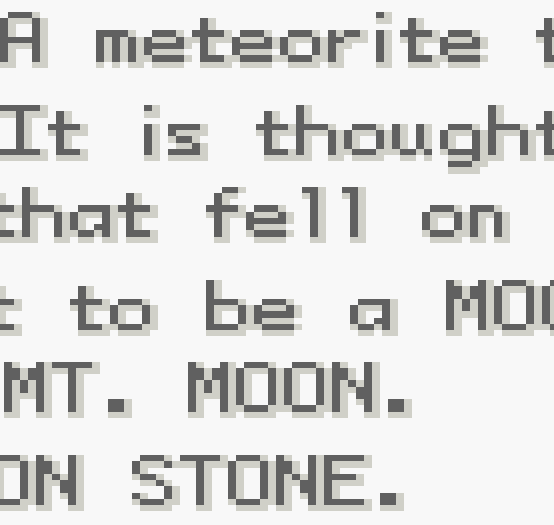 A meteorite t
It is thought
that fell on
t to be a MOO
MT. MOON.
ON STONE.